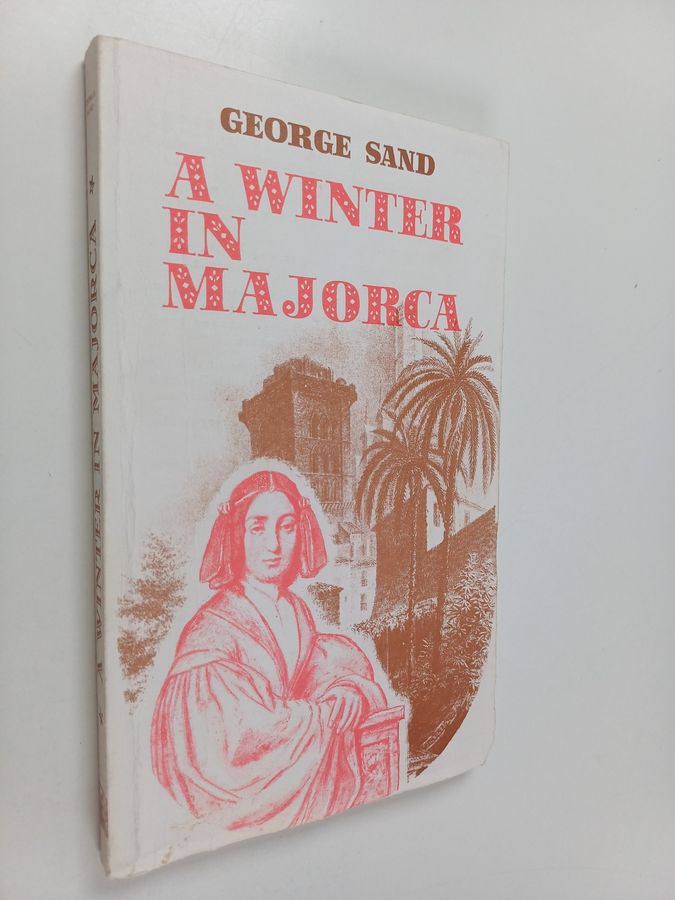 GEORGE SAND
A WINTER
IN
MAJORCA
A WINTER IN MAJORCA